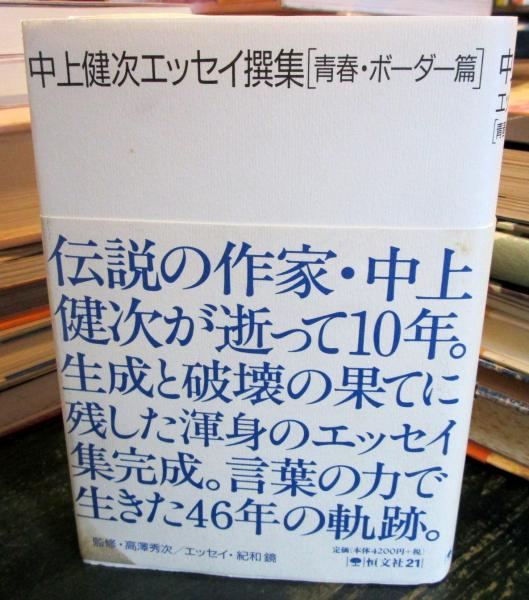 中上健次エッセイ撰集[青春・ボーダー篇]
伝説の作家・中上
健次が逝って10年。
生成と破壊の果てに
残した渾身のエッセイ
集完成。言葉の力で
生きた46年の軌跡。
監修・高澤秀次/エッセイ・紀和鏡
定価(本体4200円+税)
恒文社21
中
エッ
[青